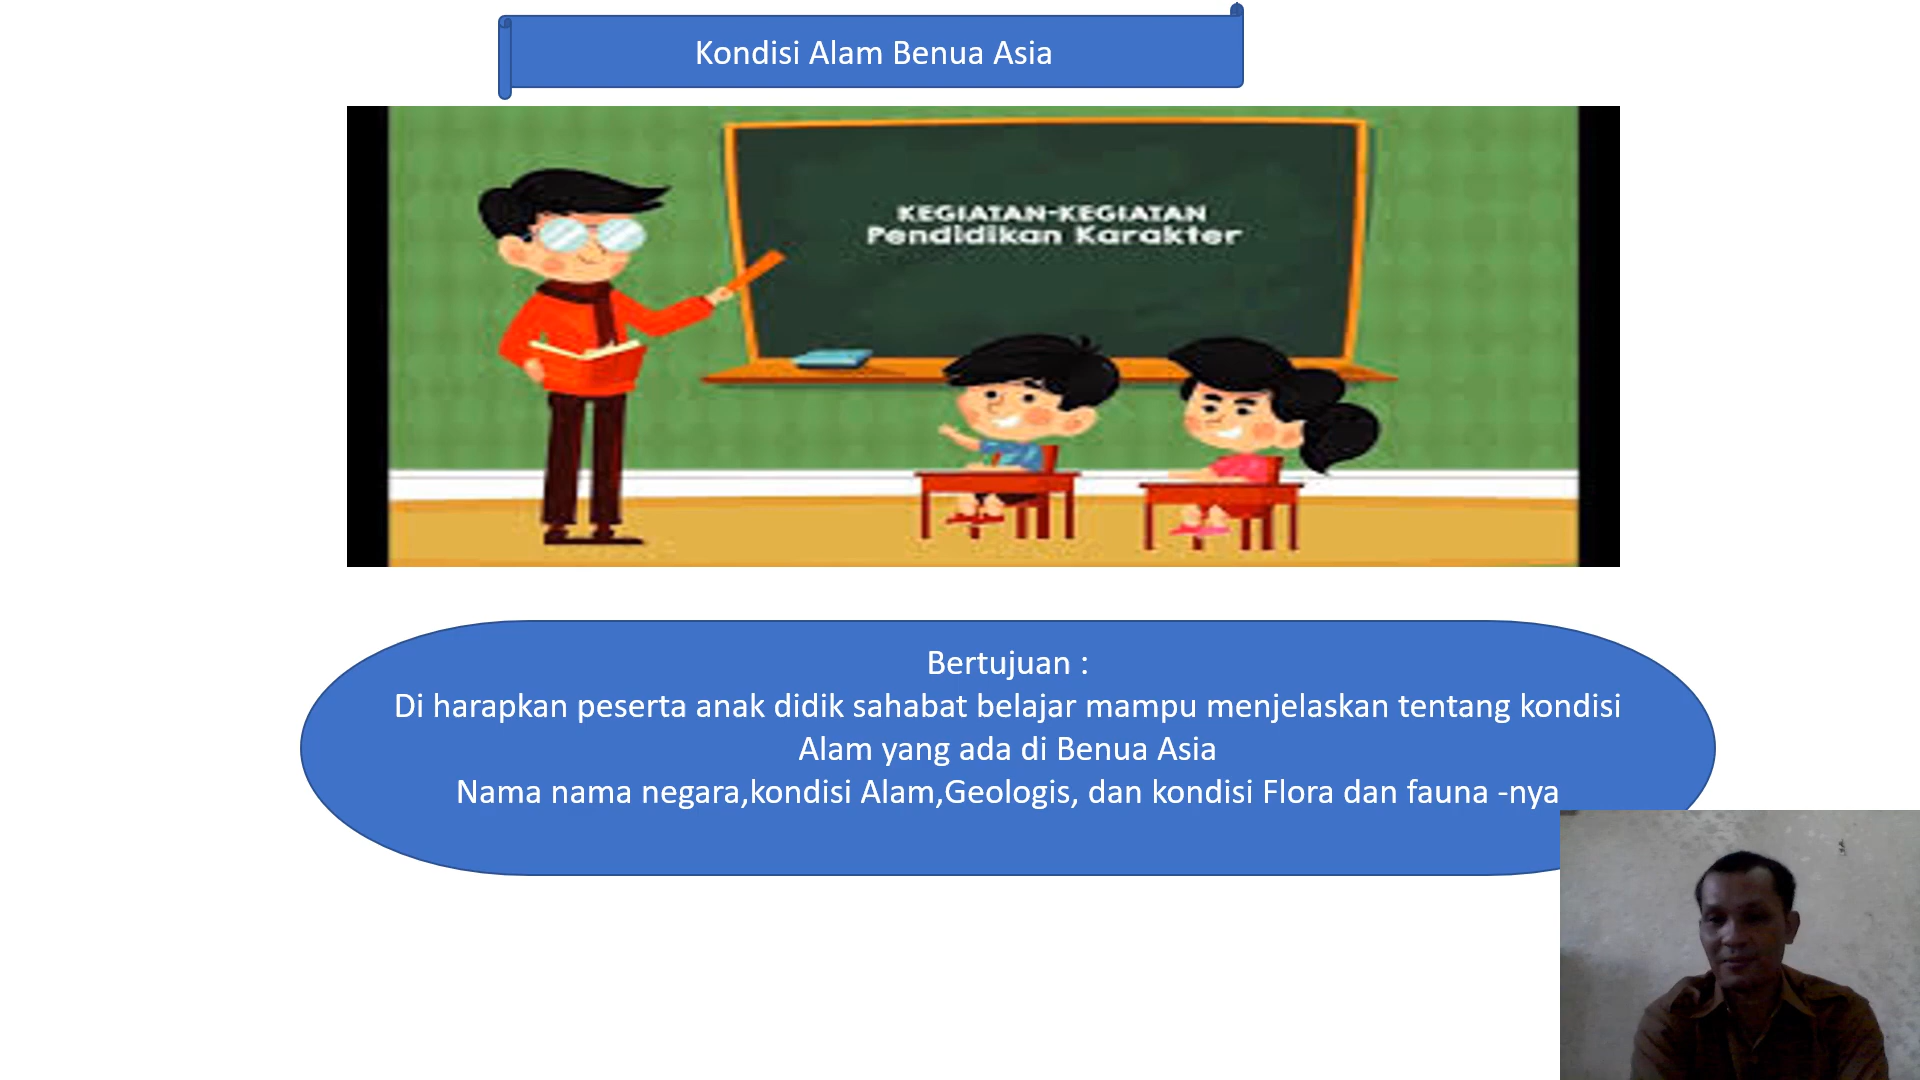 Kondisi Alam Benua Asia
KEGIATAN-KEGIATAN
Pendidikan Karakter
Bertujuan :
Di harapkan peserta anak didik sahabat belajar mampu menjelaskan tentang kondisi
Alam yang ada di Benua Asia
Nama nama negara,kondisi Alam,Geologis, dan kondisi Flora dan fauna -nya